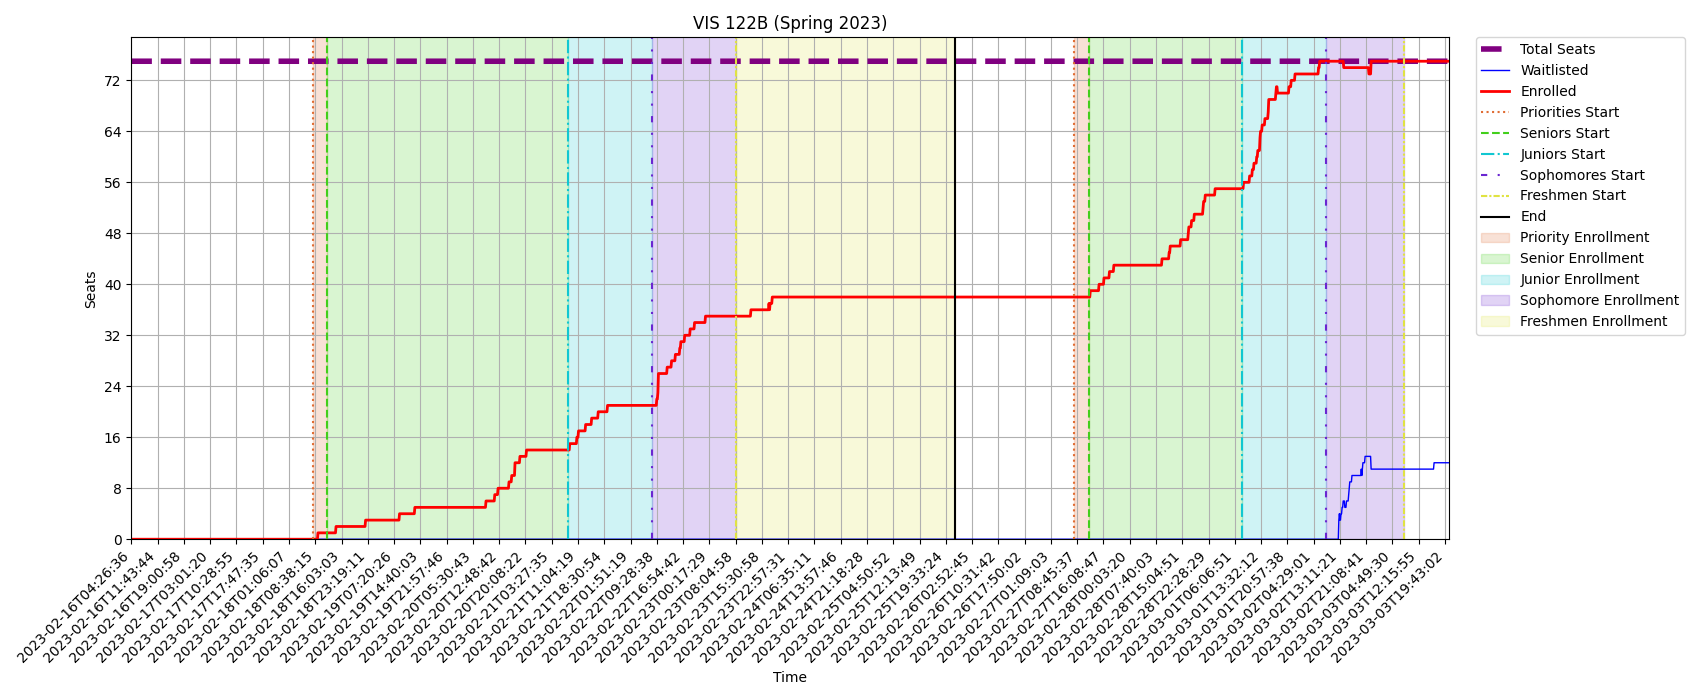 VIS 122B (Spring 2023)
Total Seats
Waitlisted
Enrolled
Priorities Start
Seniors Start
Juniors Start
Sophomores Start
Freshmen Start
End
Priority Enrollment
Senior Enrollment
Junior Enrollment
Sophomore Enrollment
Freshmen Enrollment
Seats
72
64
56
48
40
32
24
16
8
0
2023-02-16T04:26:36
2023-02-16T11:43:44
2023-02-16T19:00:58
2023-02-17T03:01:20
2023-02-17T10:28:55
2023-02-17T17:47:35
2023-02-18T01:06:07
2023-02-18T08:38:15
2023-02-18T16:03:03
2023-02-18T23:19:11
2023-02-19T07:20:26
2023-02-19T14:40:03
2023-02-19T21:57:46
2023-02-20T05:30:43
2023-02-20T12:48:42
2023-02-20T20:08:22
2023-02-21T03:27:35
2023-02-21T11:04:19
2023-02-21T18:30:54
2023-02-22T01:51:19
2023-02-22T09:28:38
2023-02-22T16:54:42
2023-02-23T00:17:29
2023-02-23T08:04:58
2023-02-23T15:30:58
2023-02-23T22:57:31
2023-02-24T06:35:11
2023-02-24T13:57:46
2023-02-24T21:18:28
2023-02-25T04:50:52
2023-02-25T12:13:49
2023-02-25T19:33:24
2023-02-26T02:52:45
2023-02-26T10:31:42
2023-02-26T17:50:02
2023-02-27T01:09:03
2023-02-27T08:45:37
2023-02-27T16:08:47
2023-02-28T00:03:20
2023-02-28T07:40:03
2023-02-28T15:04:51
2023-02-28T22:28:29
2023-03-01T06:06:51
2023-03-01T13:32:12
2023-03-01T20:57:38
2023-03-02T04:29:01
2023-03-02T13:11:21
2023-03-02T21:08:41
2023-03-03T04:49:30
2023-03-03T12:15:55
2023-03-03T19:43:02
Time